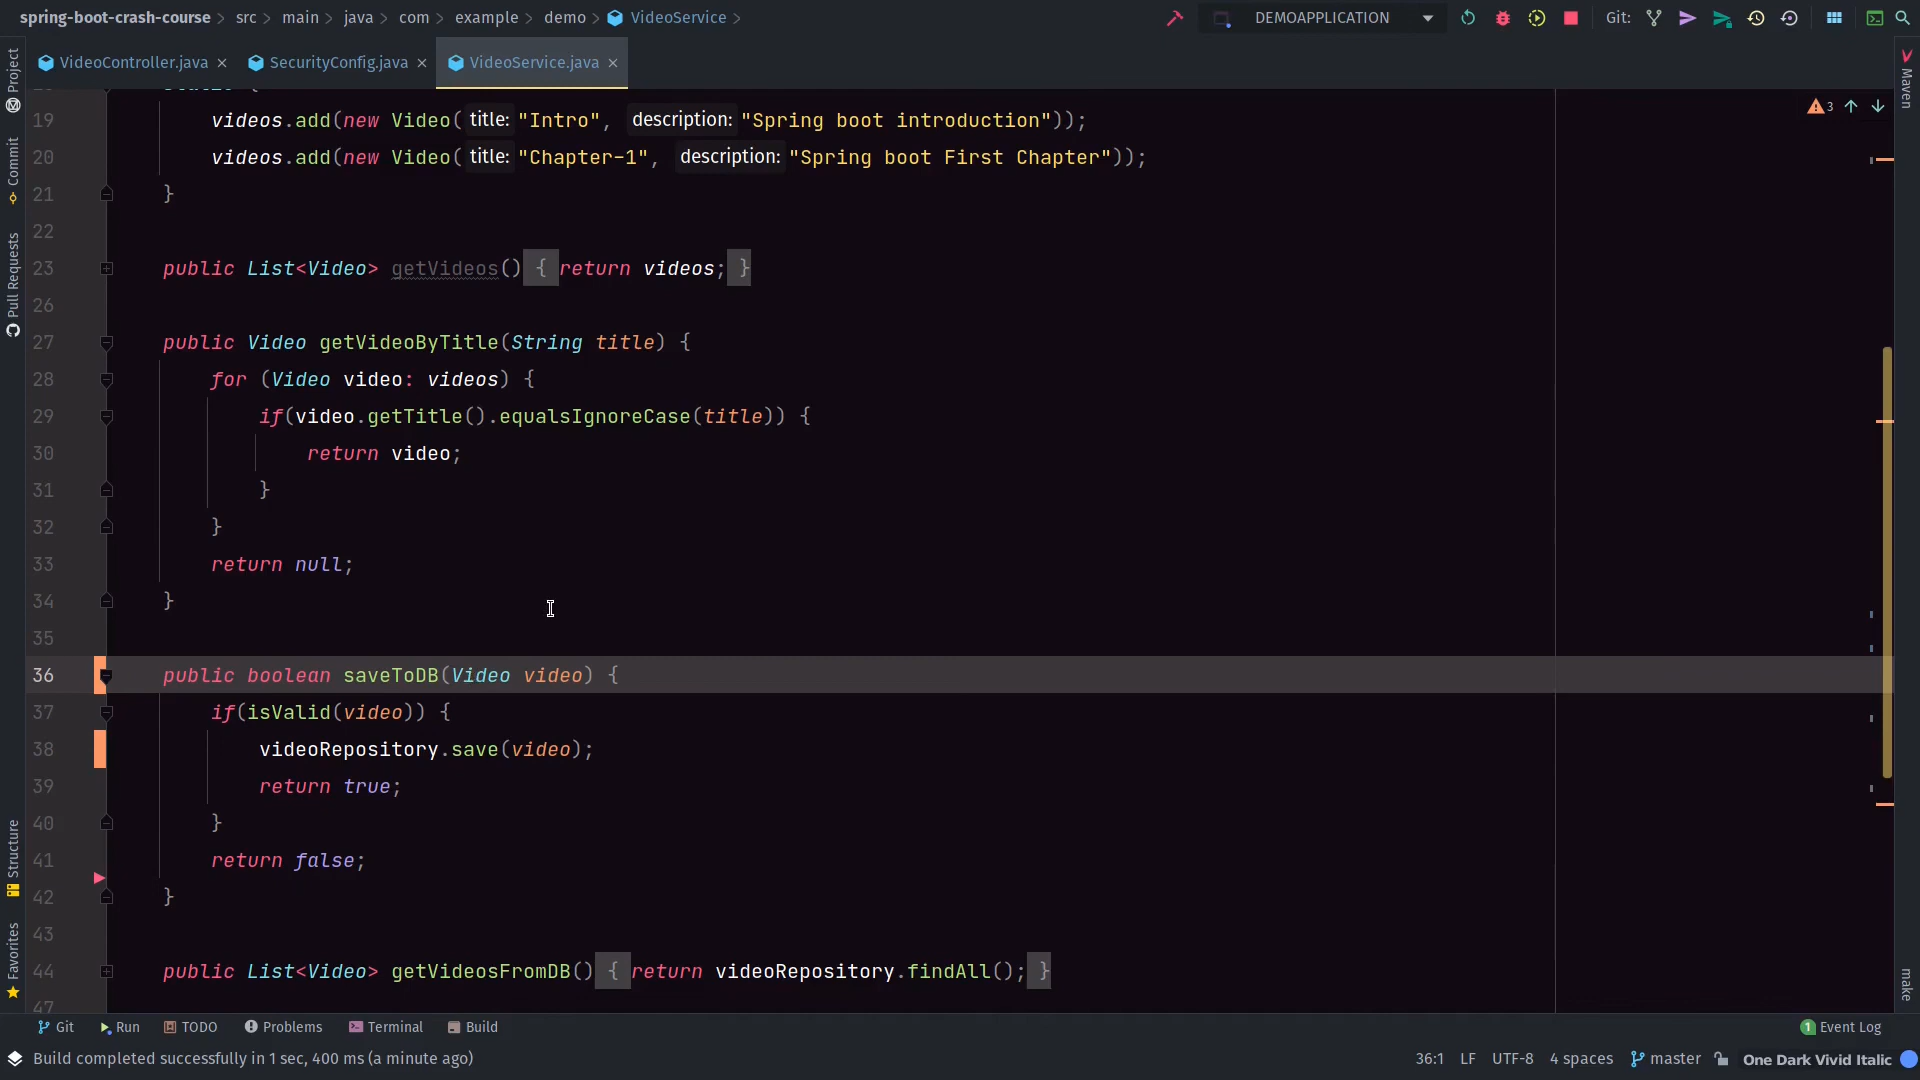 spring-boot-crash-course > src > main > java > com > example > demo > VideoService >
DEMOAPPLICATION
Git:
VideoController.java
SecurityConfig.java
VideoService.java
Project
Commit
Pull Requests
Structure
Favorites
Maven
make
3
19 videos.add(new Video( title: "Intro", description: "Spring boot introduction"));
20 videos.add(new Video( title: "Chapter-1", description: "Spring boot First Chapter"));
21 }
22
23 public List<Video> getVideos() { return videos; }
26
27 public Video getVideoByTitle(String title) {
28 for (Video video: videos) {
29 if(video.getTitle().equalsIgnoreCase(title)) {
30 return video;
31 }
32 }
33 return null;
34 }
35
36 public boolean saveToDB(Video video) {
37 if(isValid(video)) {
38 videoRepository.save(video);
39 return true;
40 }
41 return false;
42 }
43
44 public List<Video> getVideosFromDB() { return videoRepository.findAll(); }
47
Git Run TODO Problems Terminal Build
1 Event Log
Build completed successfully in 1 sec, 400 ms (a minute ago)
36:1 LF UTF-8 4 spaces master One Dark Vivid Italic